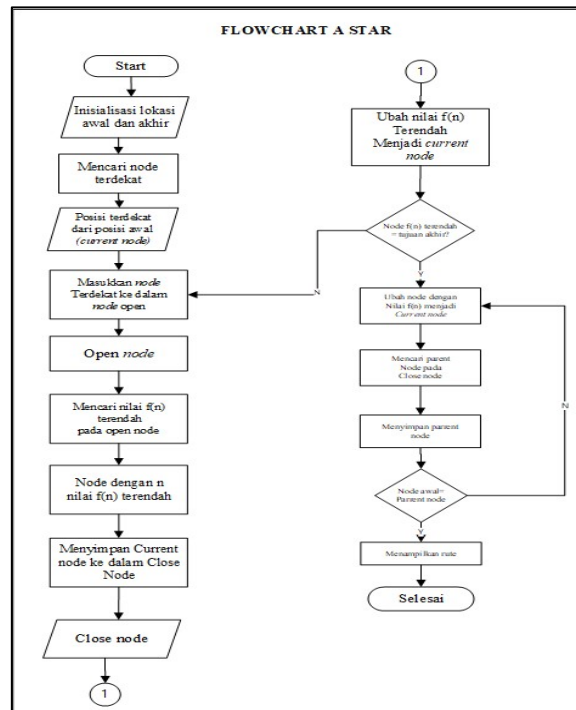 FLOWCHART A STAR
Start
Inisialisasi lokasi
awal dan akhir
Mencari node
terdekat
Posisi terdekat
dari posisi awal
(current node)
Masukkan node
Terdekat ke dalam
node open
Open node
Mencari nilai f(n)
terendah
pada open node
Node dengan n
nilai f(n) terendah
Menyimpan Current
node ke dalam Close
Node
Close node
1
1
Ubah nilai f(n)
Terendah
Menjadi current
node
Node f(n) terendah
= tujuan akhir?
N
Y
Ubah node dengan
Nilai f(n) menjadi
Current node
Mencari parent
Node pada
Close node
Menyimpan parrent
node
Node awal=
Parrent node
N
Y
Menampilkan rute
Selesai